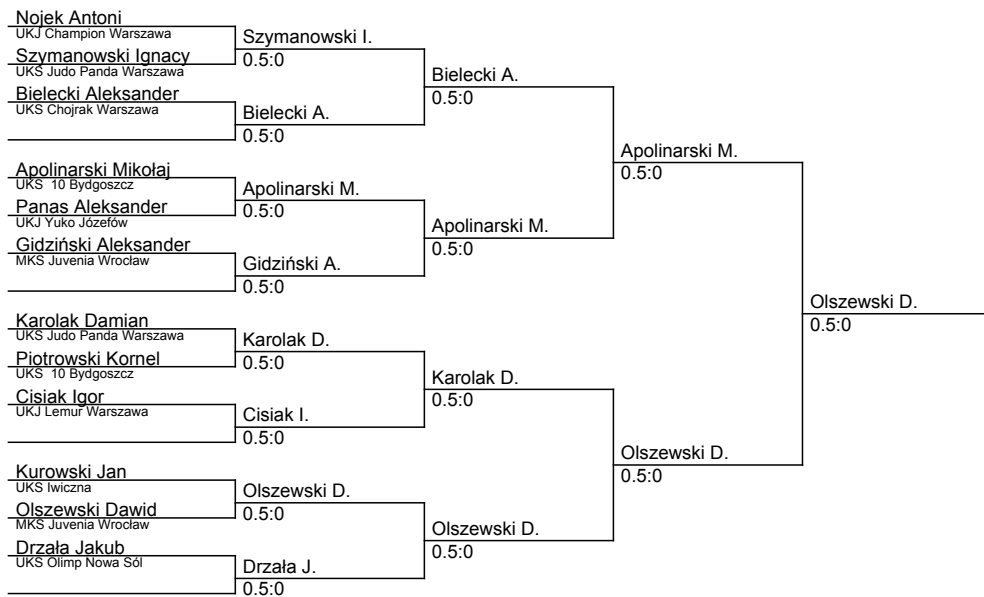 Nojek Antoni
UKJ Champion Warszawa
Szymanowski Ignacy
UKS Judo Panda Warszawa
Bielecki Aleksander
UKS Chojrak Warszawa
Apolinarski Mikołaj
UKS  10 Bydgoszcz
Panas Aleksander
UKJ Yuko Józefów
Gidziński Aleksander
MKS Juvenia Wrocław
Karolak Damian
UKS Judo Panda Warszawa
Piotrowski Kornel
UKS  10 Bydgoszcz
Cisiak Igor
UKJ Lemur Warszawa
Kurowski Jan
UKS Iwiczna
Olszewski Dawid
MKS Juvenia Wrocław
Drzała Jakub
UKS Olimp Nowa Sól
Szymanowski I.
0.5:0
Bielecki A.
0.5:0
Apolinarski M.
0.5:0
Gidziński A.
0.5:0
Karolak D.
0.5:0
Cisiak I.
0.5:0
Olszewski D.
0.5:0
Drzała J.
0.5:0
Bielecki A.
0.5:0
Apolinarski M.
0.5:0
Karolak D.
0.5:0
Olszewski D.
0.5:0
Apolinarski M.
0.5:0
Olszewski D.
0.5:0
Olszewski D.
0.5:0